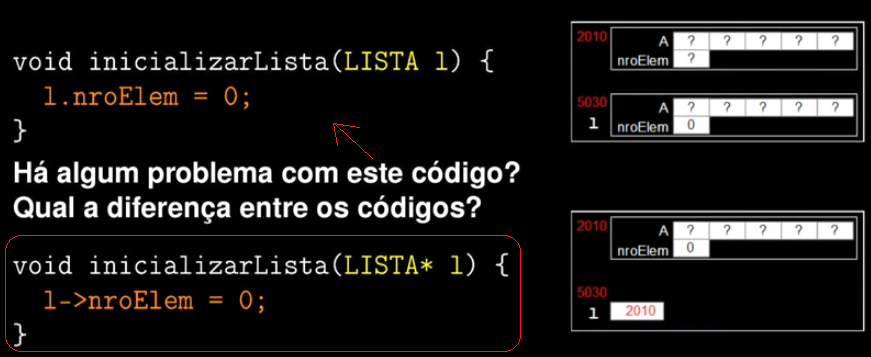 void inicializarLista(LISTA l) {
l.nroElem = 0;
}
Há algum problema com este código?
Qual a diferença entre os códigos?
void inicializarLista(LISTA* l) {
l->nroElem = 0;
}
2010
A ? ? ? ? ?
nroElem ?
5030
A ? ? ? ? ?
l nroElem 0
2010
A ? ? ? ? ?
nroElem 0
5030
l 2010